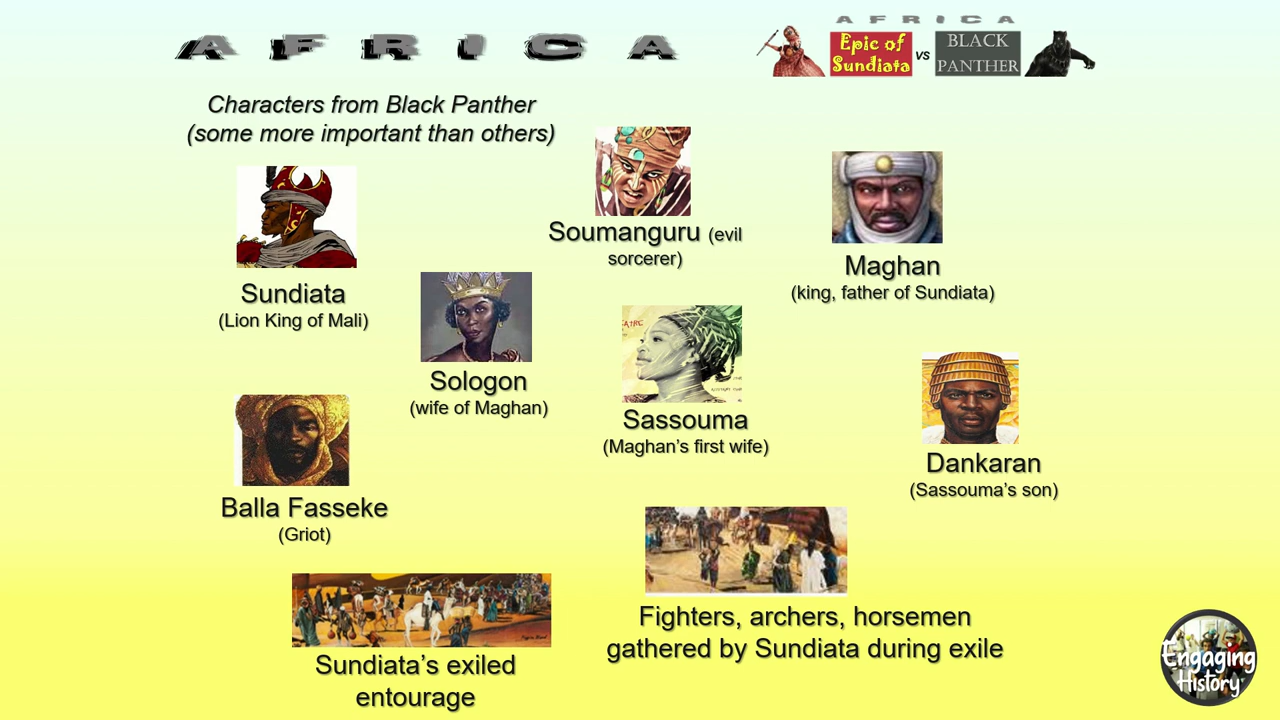 AFRICA
AFRICA
Epic of
Sundiata
vs
BLACK
PANTHER
Characters from Black Panther
(some more important than others)
Sundiata
(Lion King of Mali)
Soumanguru (evil
sorcerer)
Maghan
(king, father of Sundiata)
Sologon
(wife of Maghan)
Sassouma
(Maghan’s first wife)
Dankaran
(Sassouma’s son)
Balla Fasseke
(Griot)
Sundiata’s exiled
entourage
Fighters, archers, horsemen
gathered by Sundiata during exile
Engaging
History